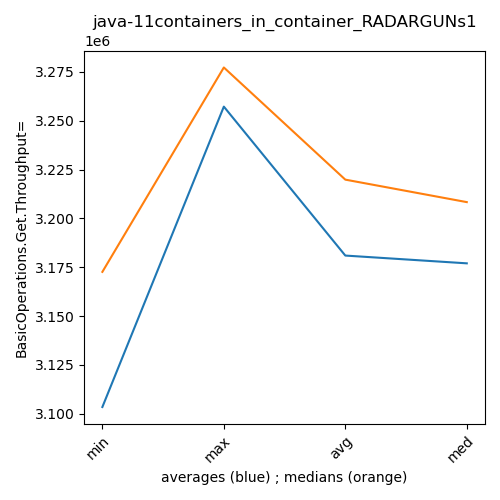 java-11containers_in_container_RADARGUNs1
1e6
3.275
3.250
3.225
3.200
3.175
3.150
3.125
3.100
BasicOperations.Get.Throughput=
min
max
avg
med
averages (blue) ; medians (orange)